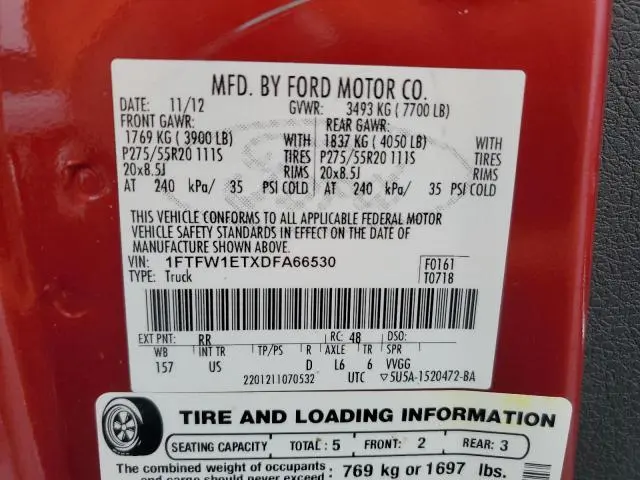 MFD. BY FORD MOTOR CO.
DATE: 11/12 GVWR: 3493 KG ( 7700 LB)
FRONT GAWR: REAR GAWR:
1769 KG ( 3900 LB) WITH 1837 KG ( 4050 LB) WITH
P275/55R20 111S TIRES P275/55R20 111S TIRES
20x8.5J RIMS 20x8.5J RIMS
AT 240 kPa/ 35 PSI COLD AT 240 kPa/ 35 PSI COLD
THIS VEHICLE CONFORMS TO ALL APPLICABLE FEDERAL MOTOR
VEHICLE SAFETY STANDARDS IN EFFECT ON THE DATE OF
MANUFACTURE SHOWN ABOVE.
VIN: 1FTFW1ETXDFA66530 F0161
TYPE: Truck T0718
EXT PNT: RR RC: 48 DSO:
WB INT TR TP/PS R AXLE TR SPR
157 US D L6 6 VVGG
2201211070532 UTC ▽5U5A-1520472-BA
TIRE AND LOADING INFORMATION
SEATING CAPACITY TOTAL: 5 FRONT: 2 REAR: 3
The combined weight of occupants
and cargo should never exceed 769 kg or 1697 lbs.